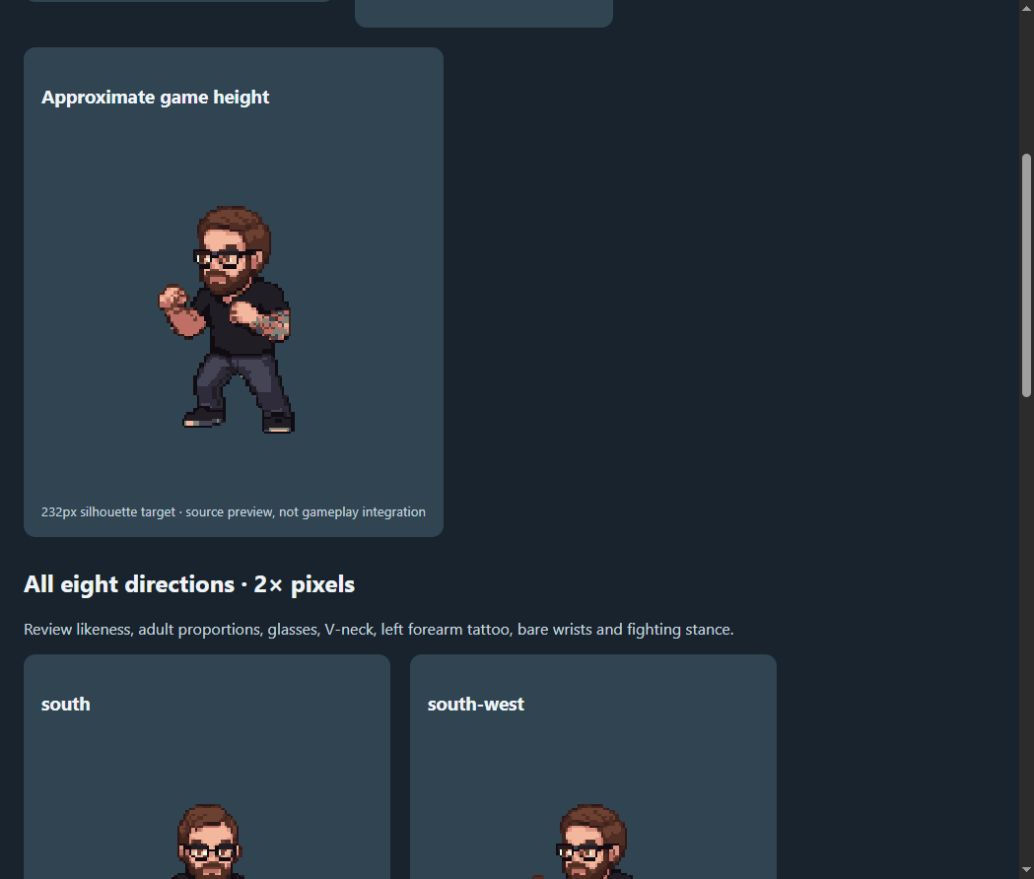 Approximate game height
232px silhouette target · source preview, not gameplay integration
All eight directions · 2× pixels
Review likeness, adult proportions, glasses, V-neck, left forearm tattoo, bare wrists and fighting stance.
south
south-west